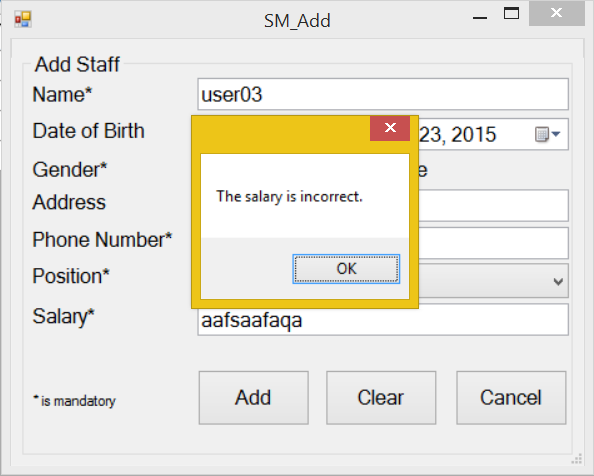 SM_Add
Add Staff
Name* user03
Date of Birth 23, 2015
Gender*
Address
The salary is incorrect.
Phone Number*
OK
Position*
Salary* aafsaafaqa
* is mandatory Add Clear Cancel